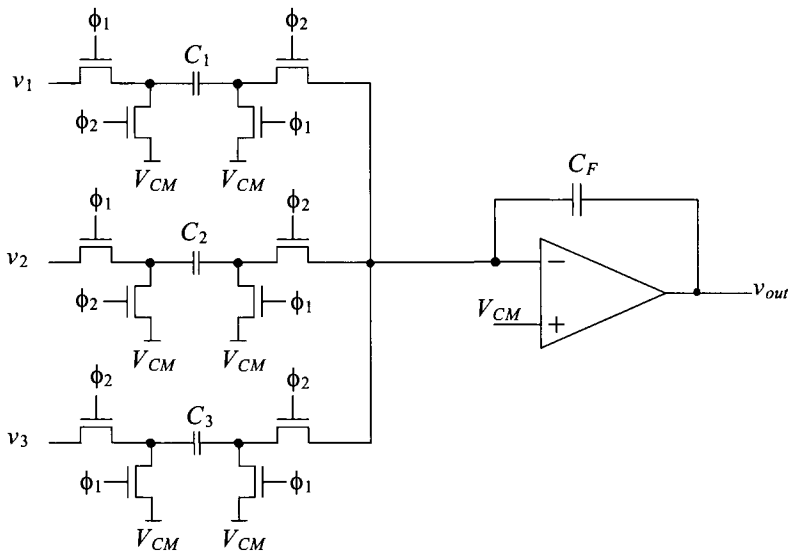 ϕ1 ϕ2
C1
v1
ϕ2 ϕ1
VCM VCM
ϕ1 ϕ2
C2
v2
ϕ2 ϕ1
VCM VCM
ϕ2 ϕ2
C3
v3
ϕ1 ϕ1
VCM VCM
CF
−
vout
VCM
+